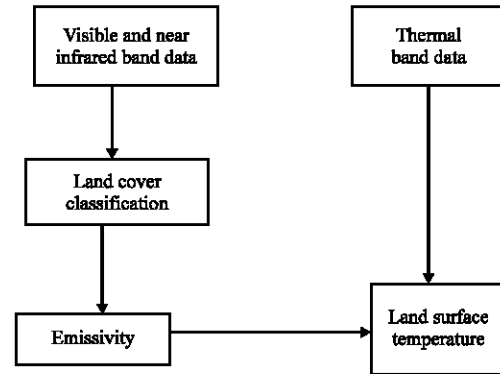 Visible and near
infrared band data
Thermal
band data
Land cover
classification
Emissivity
Land surface
temperature